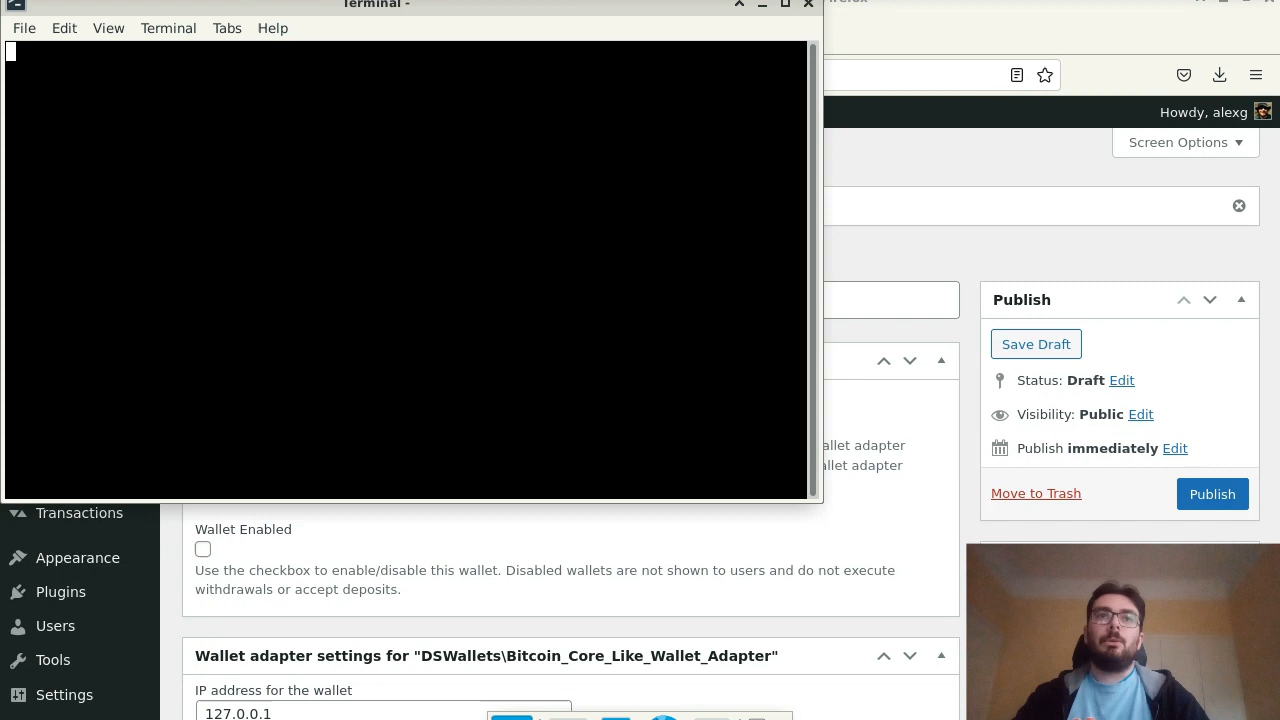 Terminal -
File Edit View Terminal Tabs Help
Howdy, alexg
Screen Options
Publish
Save Draft
Status: Draft Edit
Visibility: Public Edit
Publish immediately Edit
Move to Trash
Publish
allet adapter
allet adapter
Transactions
Appearance
Plugins
Users
Tools
Settings
Wallet Enabled
Use the checkbox to enable/disable this wallet. Disabled wallets are not shown to users and do not execute
withdrawals or accept deposits.
Wallet adapter settings for "DSWallets\Bitcoin_Core_Like_Wallet_Adapter"
IP address for the wallet
127.0.0.1